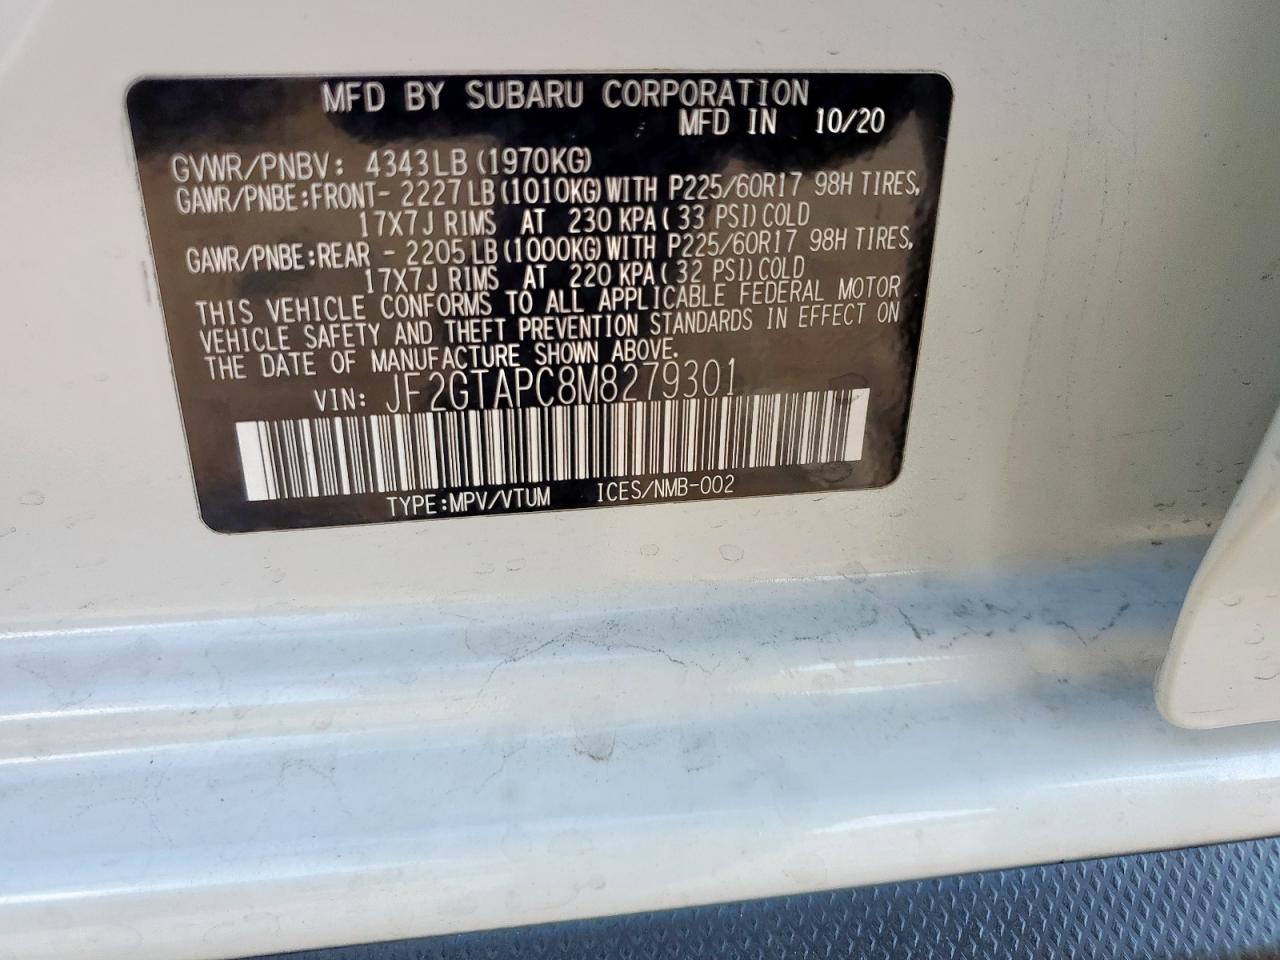 MFD BY SUBARU CORPORATION
MFD IN 10/20
GVWR/PNBV: 4343LB (1970KG)
GAWR/PNBE:FRONT- 2227LB (1010KG)WITH P225/60R17 98H TIRES,
17X7J RIMS AT 230 KPA(33 PSI)COLD
GAWR/PNBE:REAR - 2205LB (1000KG)WITH P225/60R17 98H TIRES,
17X7J RIMS AT 220 KPA(32 PSI)COLD
THIS VEHICLE CONFORMS TO ALL APPLICABLE FEDERAL MOTOR
VEHICLE SAFETY AND THEFT PREVENTION STANDARDS IN EFFECT ON
THE DATE OF MANUFACTURE SHOWN ABOVE.
VIN: JF2GTAPC8M8279301
TYPE:MPV/VTUM ICES/NMB-002